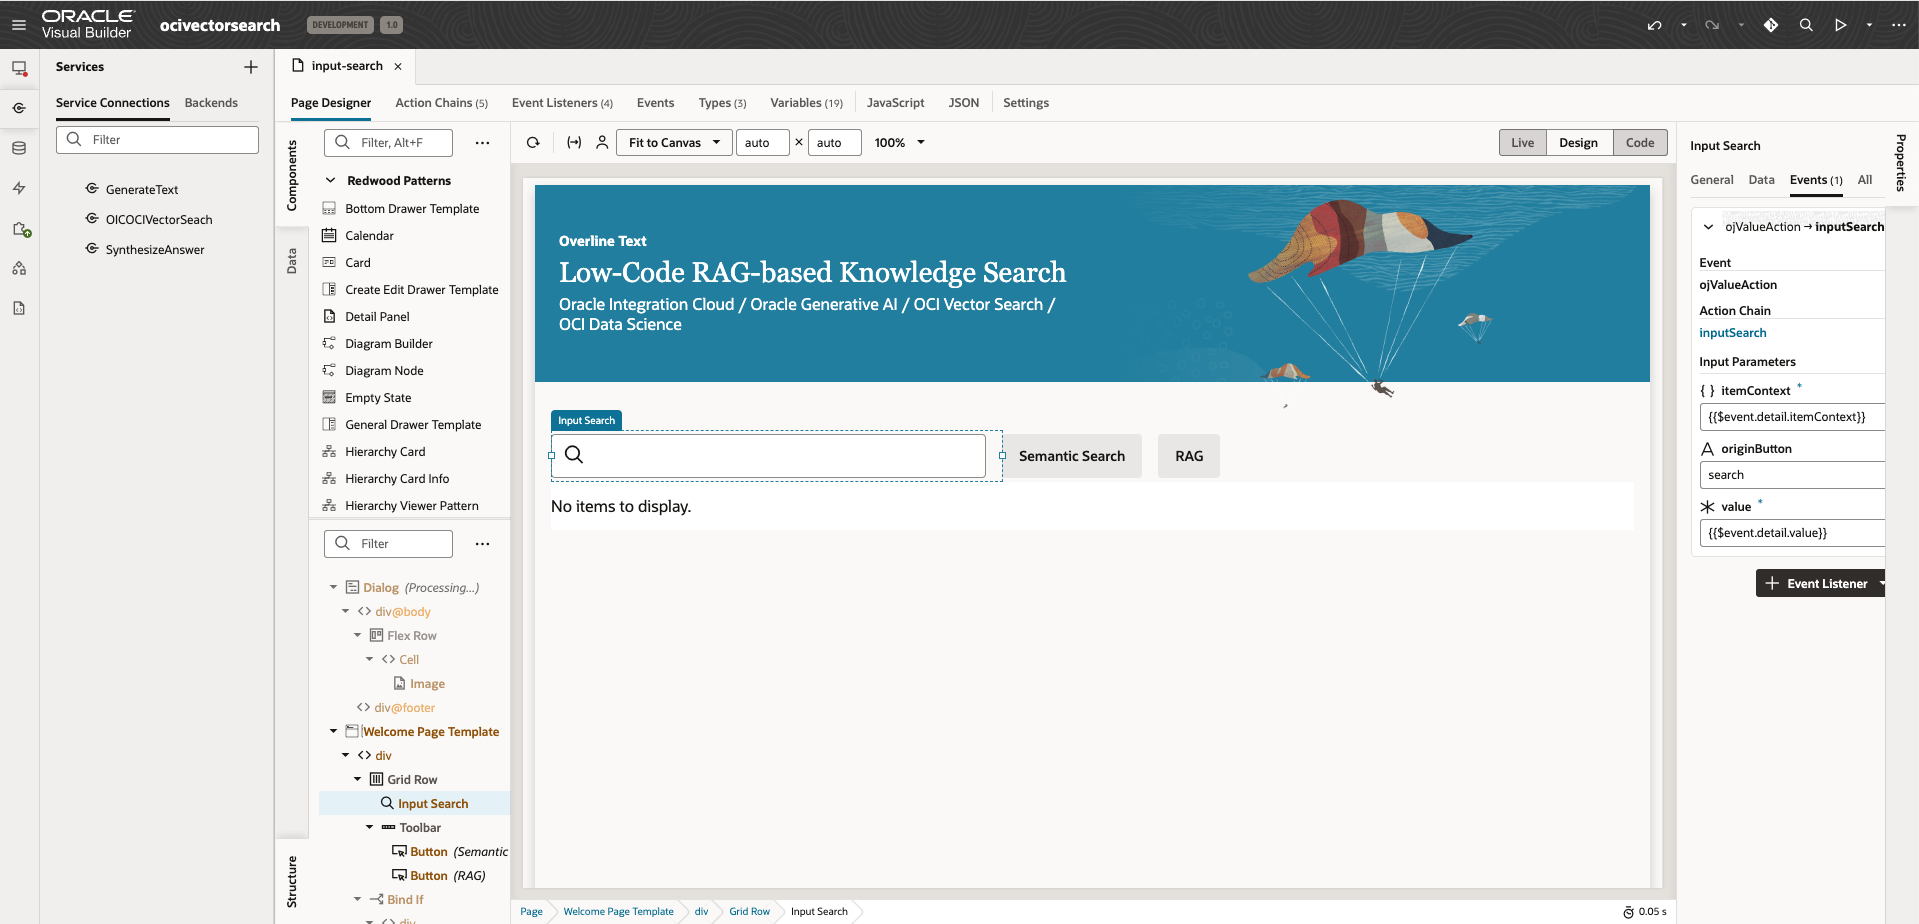 ORACLE
Visual Builder
ocivectorsearch
DEVELOPMENT
1.0
Services
Service Connections
Backends
Filter
GenerateText
OICOCIVectorSeach
SynthesizeAnswer
input-search
Page Designer
Action Chains (5)
Event Listeners (4)
Events
Types (3)
Variables (19)
JavaScript
JSON
Settings
Components
Data
Structure
Filter, Alt+F
Redwood Patterns
Bottom Drawer Template
Calendar
Card
Create Edit Drawer Template
Detail Panel
Diagram Builder
Diagram Node
Empty State
General Drawer Template
Hierarchy Card
Hierarchy Card Info
Hierarchy Viewer Pattern
Filter
Dialog (Processing...)
div@body
Flex Row
Cell
Image
div@footer
Welcome Page Template
div
Grid Row
Input Search
Toolbar
Button (Semantic
Button (RAG)
Bind If
div
Fit to Canvas
auto
×
auto
100%
Live
Design
Code
Overline Text
Low-Code RAG-based Knowledge Search
Oracle Integration Cloud / Oracle Generative AI / OCI Vector Search /
OCI Data Science
Input Search
Semantic Search
RAG
No items to display.
Page
Welcome Page Template
div
Grid Row
Input Search
0.05 s
Input Search
General
Data
Events (1)
All
Properties
ojValueAction → inputSearch
Event
ojValueAction
Action Chain
inputSearch
Input Parameters
{ } itemContext *
{{$event.detail.itemContext}}
A originButton
search
value *
{{$event.detail.value}}
+ Event Listener